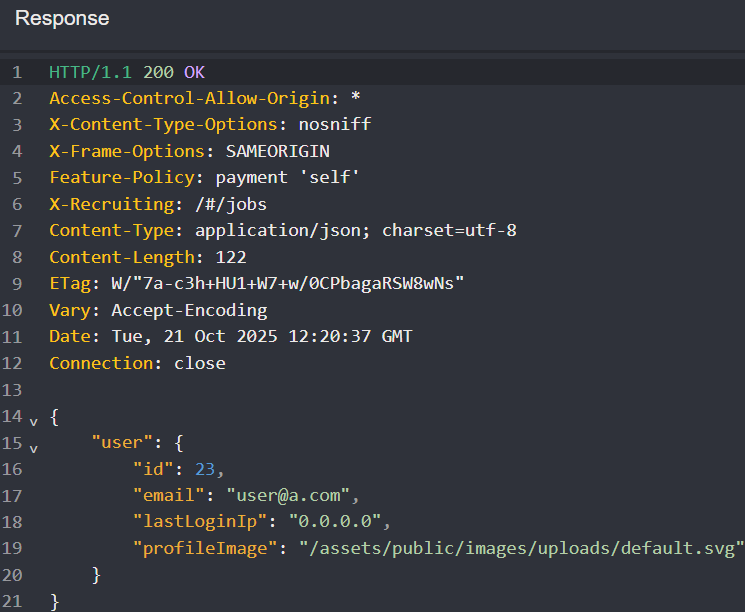 Response
1 HTTP/1.1 200 OK
2 Access-Control-Allow-Origin: *
3 X-Content-Type-Options: nosniff
4 X-Frame-Options: SAMEORIGIN
5 Feature-Policy: payment 'self'
6 X-Recruiting: /#/jobs
7 Content-Type: application/json; charset=utf-8
8 Content-Length: 122
9 ETag: W/"7a-c3h+HU1+W7+w/0CPbagaRSW8wNs"
10 Vary: Accept-Encoding
11 Date: Tue, 21 Oct 2025 12:20:37 GMT
12 Connection: close
13
14 {
15 "user": {
16 "id": 23,
17 "email": "user@a.com",
18 "lastLoginIp": "0.0.0.0",
19 "profileImage": "/assets/public/images/uploads/default.svg"
20 }
21 }